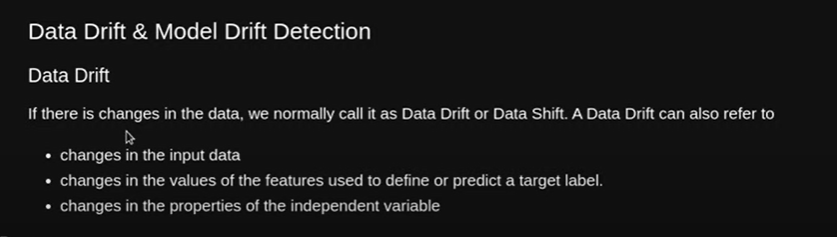 Data Drift & Model Drift Detection
Data Drift
If there is changes in the data, we normally call it as Data Drift or Data Shift. A Data Drift can also refer to
• changes in the input data
• changes in the values of the features used to define or predict a target label.
• changes in the properties of the independent variable